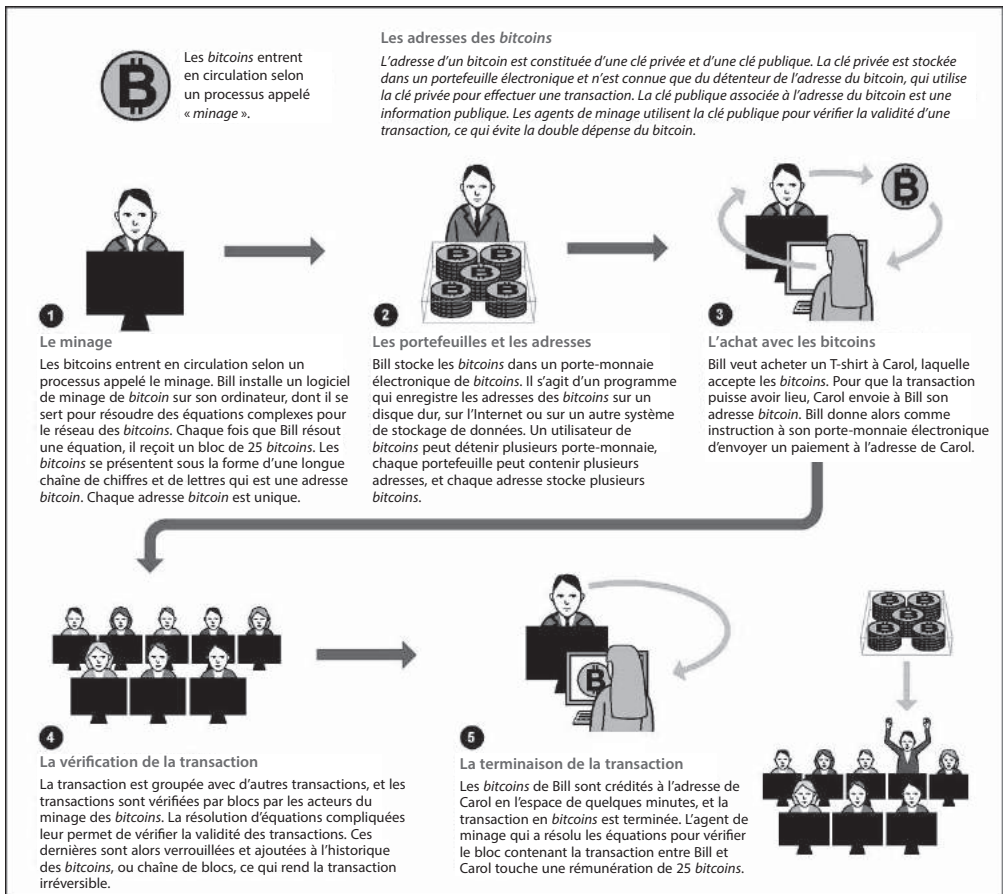 Les bitcoins entrent
en circulation selon
un processus appelé
« minage ».
Les adresses des bitcoins
L'adresse d'un bitcoin est constituée d'une clé privée et d'une clé publique. La clé privée est stockée
dans un portefeuille électronique et n'est connue que du détenteur de l'adresse du bitcoin, qui utilise
la clé privée pour effectuer une transaction. La clé publique associée à l'adresse du bitcoin est une
information publique. Les agents de minage utilisent la clé publique pour vérifier la validité d'une
transaction, ce qui évite la double dépense du bitcoin.
1
Le minage
Les bitcoins entrent en circulation selon un
processus appelé le minage. Bill installe un logiciel
de minage de bitcoin sur son ordinateur, dont il se
sert pour résoudre des équations complexes pour
le réseau des bitcoins. Chaque fois que Bill résout
une équation, il reçoit un bloc de 25 bitcoins. Les
bitcoins se présentent sous la forme d'une longue
chaîne de chiffres et de lettres qui est une adresse
bitcoin. Chaque adresse bitcoin est unique.
2
Les portefeuilles et les adresses
Bill stocke les bitcoins dans un porte-monnaie
électronique de bitcoins. Il s'agit d'un programme
qui enregistre les adresses des bitcoins sur un
disque dur, sur l'Internet ou sur un autre système
de stockage de données. Un utilisateur de
bitcoins peut détenir plusieurs porte-monnaie,
chaque portefeuille peut contenir plusieurs
adresses, et chaque adresse stocke plusieurs
bitcoins.
3
L'achat avec les bitcoins
Bill veut acheter un T-shirt à Carol, laquelle
accepte les bitcoins. Pour que la transaction
puisse avoir lieu, Carol envoie à Bill son
adresse bitcoin. Bill donne alors comme
instruction à son porte-monnaie électronique
d'envoyer un paiement à l'adresse de Carol.
4
La vérification de la transaction
La transaction est groupée avec d'autres transactions, et les
transactions sont vérifiées par blocs par les acteurs du
minage des bitcoins. La résolution d'équations compliquées
leur permet de vérifier la validité des transactions. Ces
dernières sont alors verrouillées et ajoutées à l'historique
des bitcoins, ou chaîne de blocs, ce qui rend la transaction
irréversible.
5
La terminaison de la transaction
Les bitcoins de Bill sont crédités à l'adresse de
Carol en l'espace de quelques minutes, et la
transaction en bitcoins est terminée. L'agent de
minage qui a résolu les équations pour vérifier
le bloc contenant la transaction entre Bill et
Carol touche une rémunération de 25 bitcoins.